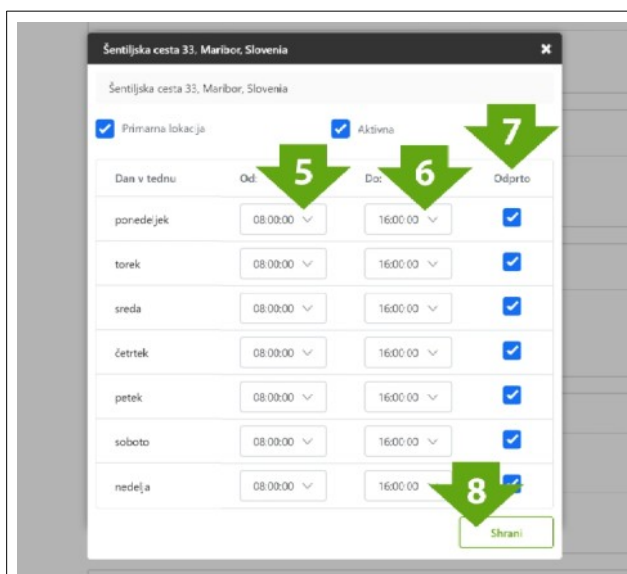 Šentiljska cesta 33, Maribor, Slovenia
Šentiljska cesta 33, Maribor, Slovenia
Primarna lokacija Aktivna 7
Dan v tednu Od: 5 Do: 6 Odprto
ponedeljek 08:00:00 16:00:00
torek 08:00:00 16:00:00
sreda 08:00:00 16:00:00
četrtek 08:00:00 16:00:00
petek 08:00:00 16:00:00
soboto 08:00:00 16:00:00
nedelja 08:00:00 16:00:00
8
Shrani